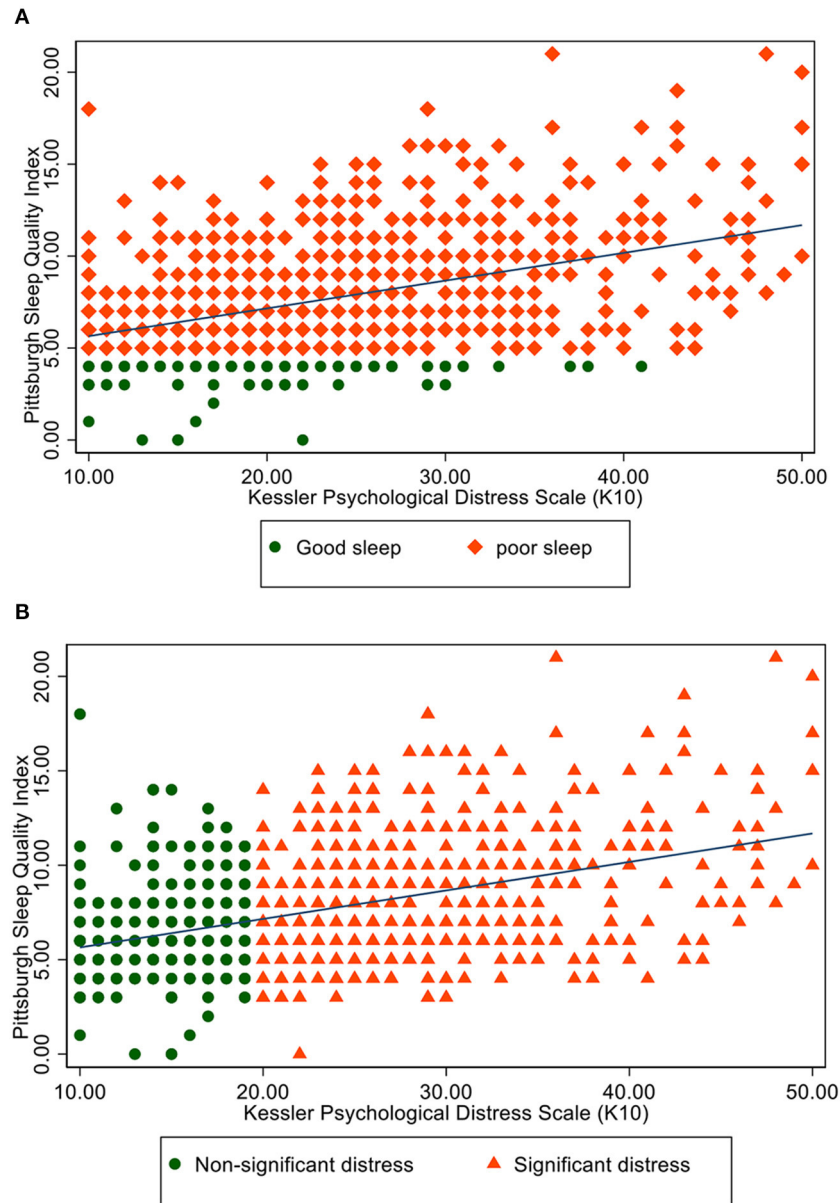 A
Pittsburgh Sleep Quality Index
20.00
15.00
10.00
5.00
0.00
10.00 20.00 30.00 40.00 50.00
Kessler Psychological Distress Scale (K10)
Good sleep poor sleep
B
Pittsburgh Sleep Quality Index
20.00
15.00
10.00
5.00
0.00
10.00 20.00 30.00 40.00 50.00
Kessler Psychological Distress Scale (K10)
Non-significant distress Significant distress